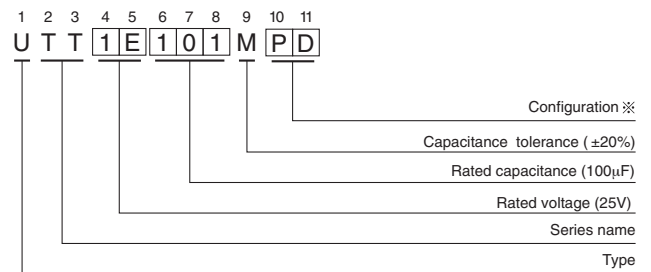 1 2 3 4 5 6 7 8 9 10 11
U T T 1 E 1 0 1 M P D
Configuration ※
Capacitance tolerance (±20%)
Rated capacitance (100µF)
Rated voltage (25V)
Series name
Type